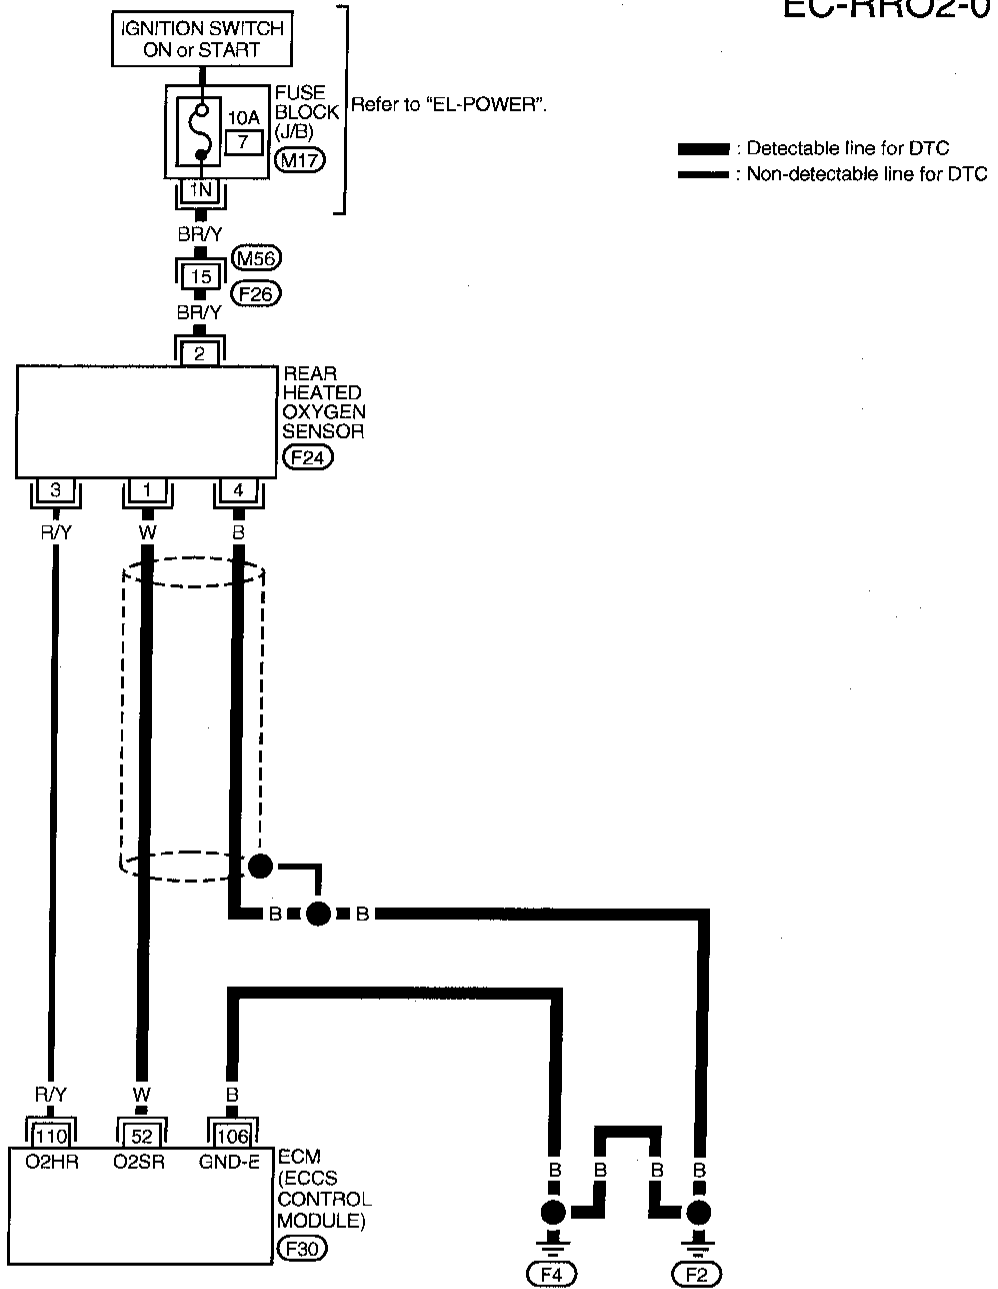 EC-RRO2-0
IGNITION SWITCH
ON or START
FUSE
BLOCK
(J/B)
M17
10A
7
Refer to "EL-POWER".
: Detectable line for DTC
: Non-detectable line for DTC
1N
BR/Y
M56
15
F26
BR/Y
2
REAR
HEATED
OXYGEN
SENSOR
F24
3 1 4
R/Y W B
B B
R/Y W B
110 52 106
O2HR O2SR GND-E
ECM
(ECCS
CONTROL
MODULE)
F30
B B B B
F4 F2